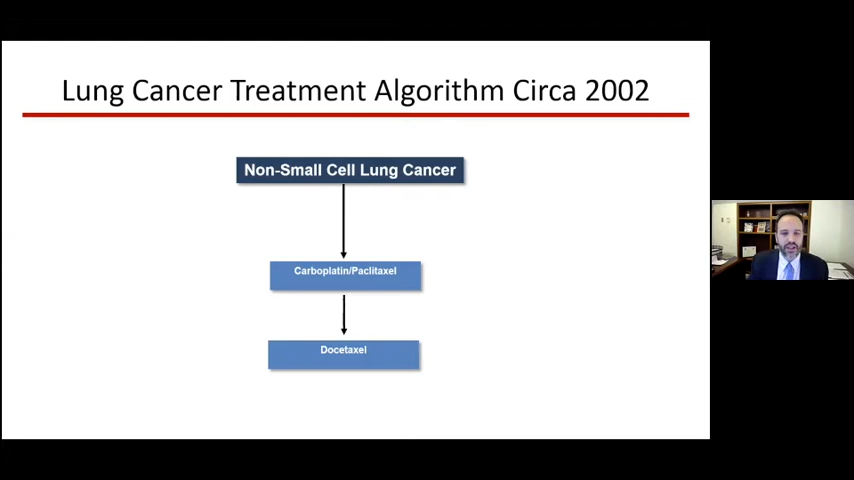 Lung Cancer Treatment Algorithm Circa 2002
Non-Small Cell Lung Cancer
Carboplatin/Paclitaxel
Docetaxel